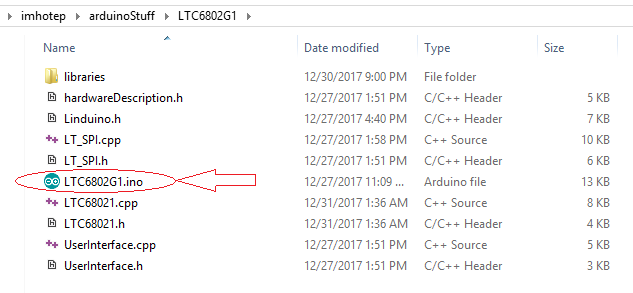 imhotep > arduinoStuff > LTC6802G1
Name Date modified Type Size
libraries 12/30/2017 9:00 PM File folder
hardwareDescription.h 12/27/2017 1:51 PM C/C++ Header 5 KB
Linduino.h 12/27/2017 4:40 PM C/C++ Header 7 KB
LT_SPI.cpp 12/27/2017 1:58 PM C++ Source 10 KB
LT_SPI.h 12/27/2017 1:51 PM C/C++ Header 6 KB
LTC6802G1.ino 12/27/2017 11:09 ... Arduino file 13 KB
LTC68021.cpp 12/31/2017 1:36 AM C++ Source 8 KB
LTC68021.h 12/31/2017 1:36 AM C/C++ Header 4 KB
UserInterface.cpp 12/27/2017 1:51 PM C++ Source 5 KB
UserInterface.h 12/27/2017 1:51 PM C/C++ Header 3 KB